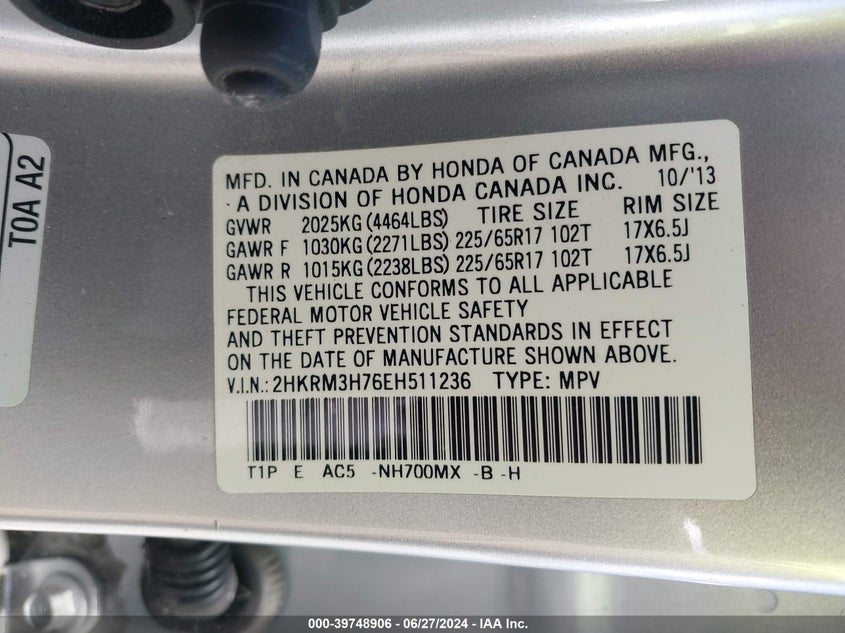 T0A A2
MFD. IN CANADA BY HONDA OF CANADA MFG.,
A DIVISION OF HONDA CANADA INC. 10/'13
GVWR 2025KG (4464LBS) TIRE SIZE RIM SIZE
GAWR F 1030KG (2271LBS) 225/65R17 102T 17X6.5J
GAWR R 1015KG (2238LBS) 225/65R17 102T 17X6.5J
THIS VEHICLE CONFORMS TO ALL APPLICABLE
FEDERAL MOTOR VEHICLE SAFETY
AND THEFT PREVENTION STANDARDS IN EFFECT
ON THE DATE OF MANUFACTURE SHOWN ABOVE.
V.I.N.: 2HKRM3H76EH511236 TYPE: MPV
T1P E AC5 -NH700MX -B -H
000-39748906 - 06/27/2024 - IAA Inc.